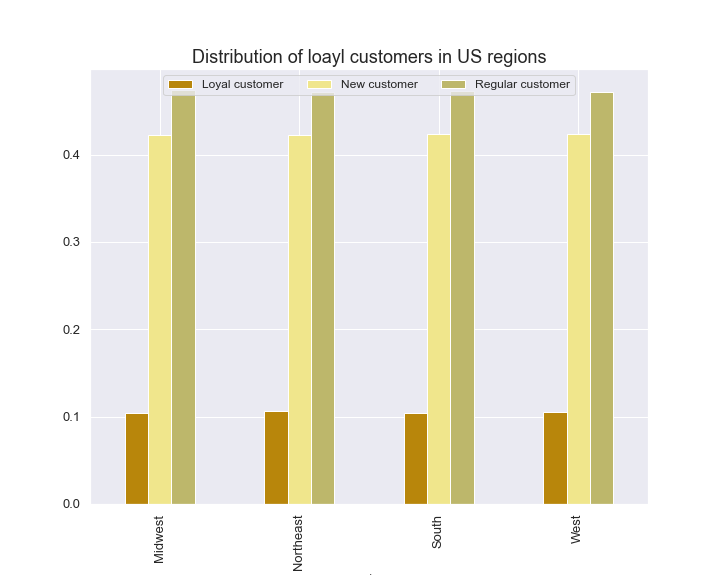 Distribution of loayl customers in US regions
Loyal customer New customer Regular customer
0.4
0.3
0.2
0.1
0.0
Midwest
Northeast
South
West